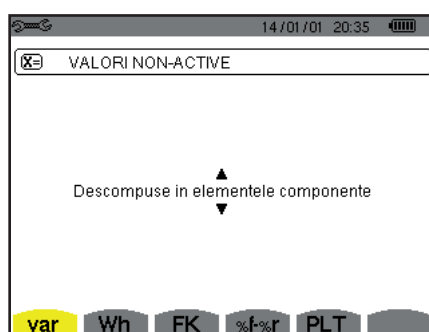 14/01/01 20:35
X= VALORI NON-ACTIVE
Descompuse in elementele componente
var Wh FK %f-%r PLT